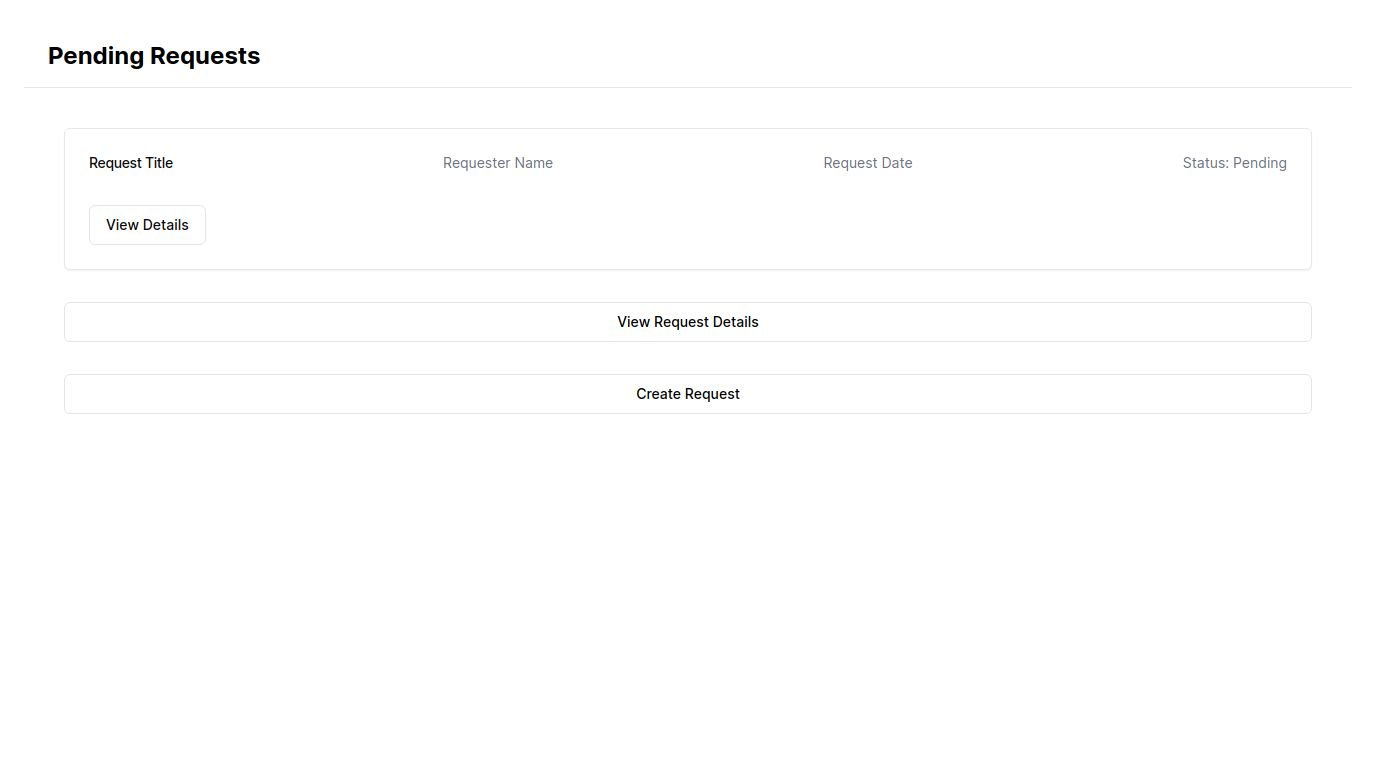 Pending Requests
Request Title Requester Name Request Date Status: Pending
View Details
View Request Details
Create Request